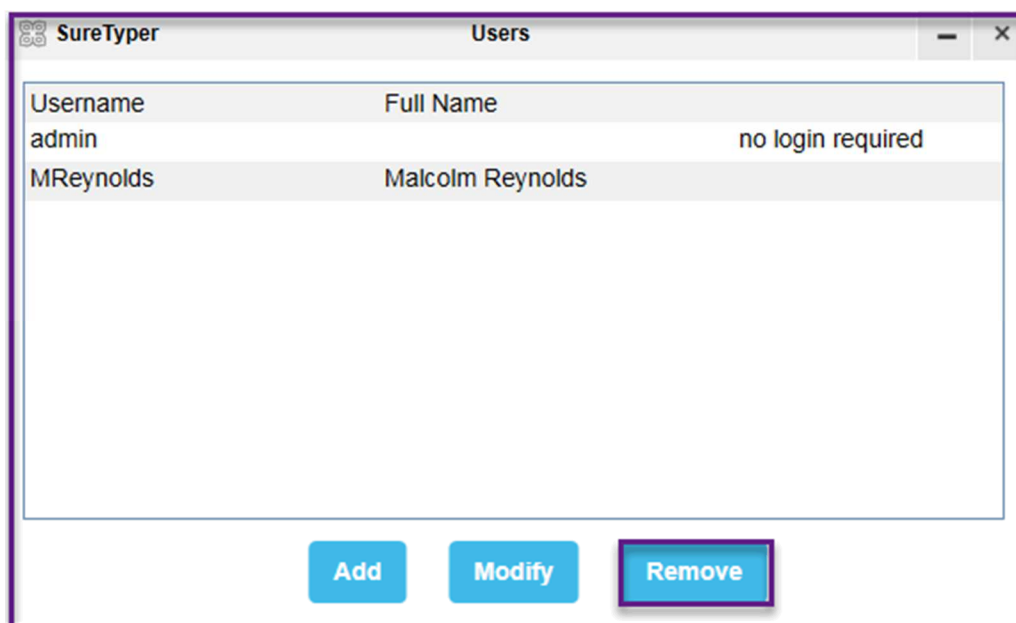 SureTyper Users
Username Full Name
admin no login required
MReynolds Malcolm Reynolds
Add Modify Remove